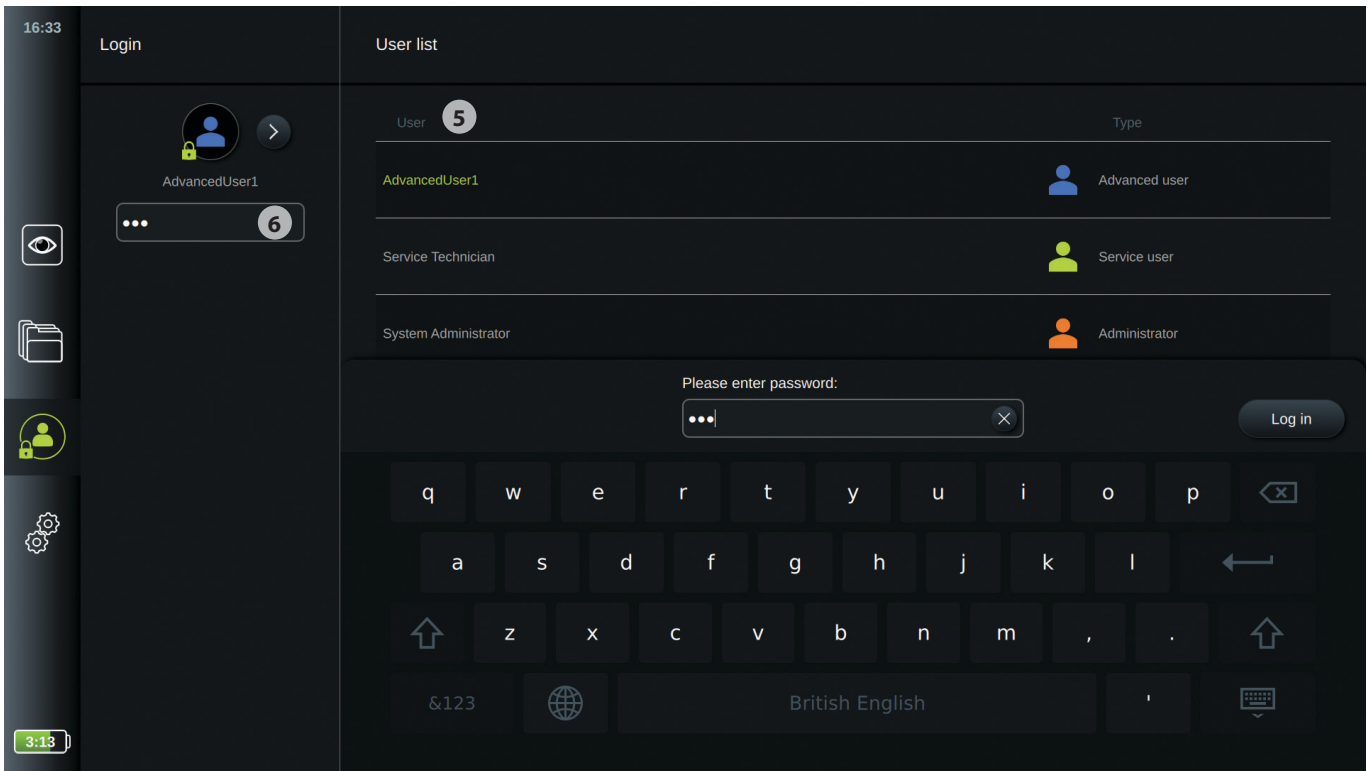 16:33
Login
User list
User 5 Type
AdvancedUser1
6
AdvancedUser1 Advanced user
Service Technician Service user
System Administrator Administrator
Please enter password:
Log in
q w e r t y u i o p
a s d f g h j k l
z x c v b n m , .
&123 British English '
3:13